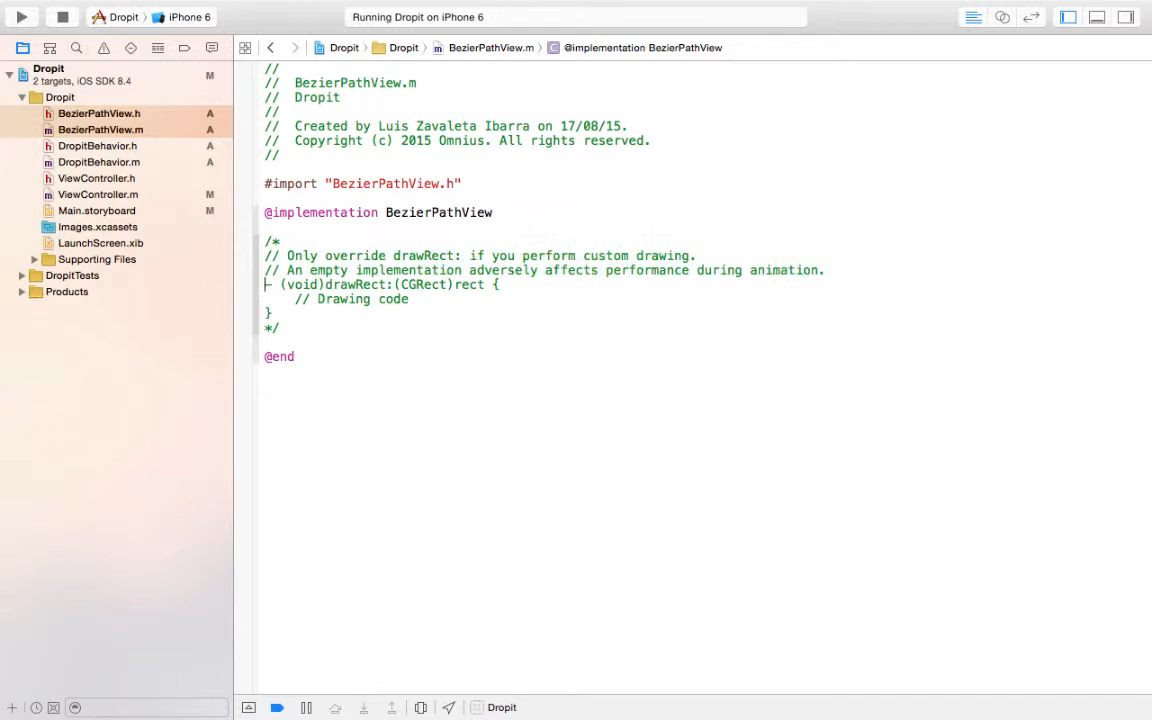 Dropit
iPhone 6
Running Dropit on iPhone 6
Dropit
Dropit
BezierPathView.m
C
@implementation BezierPathView
Dropit
M
2 targets, iOS SDK 8.4
Dropit
h BezierPathView.h A
m BezierPathView.m A
h DropitBehavior.h A
m DropitBehavior.m A
h ViewController.h
m ViewController.m M
Main.storyboard M
Images.xcassets
LaunchScreen.xib
Supporting Files
DropitTests
Products
//
//  BezierPathView.m
//  Dropit
//
//  Created by Luis Zavaleta Ibarra on 17/08/15.
//  Copyright (c) 2015 Omnius. All rights reserved.
//
#import "BezierPathView.h"
@implementation BezierPathView
/*
// Only override drawRect: if you perform custom drawing.
// An empty implementation adversely affects performance during animation.
- (void)drawRect:(CGRect)rect {
    // Drawing code
}
*/
@end
Dropit